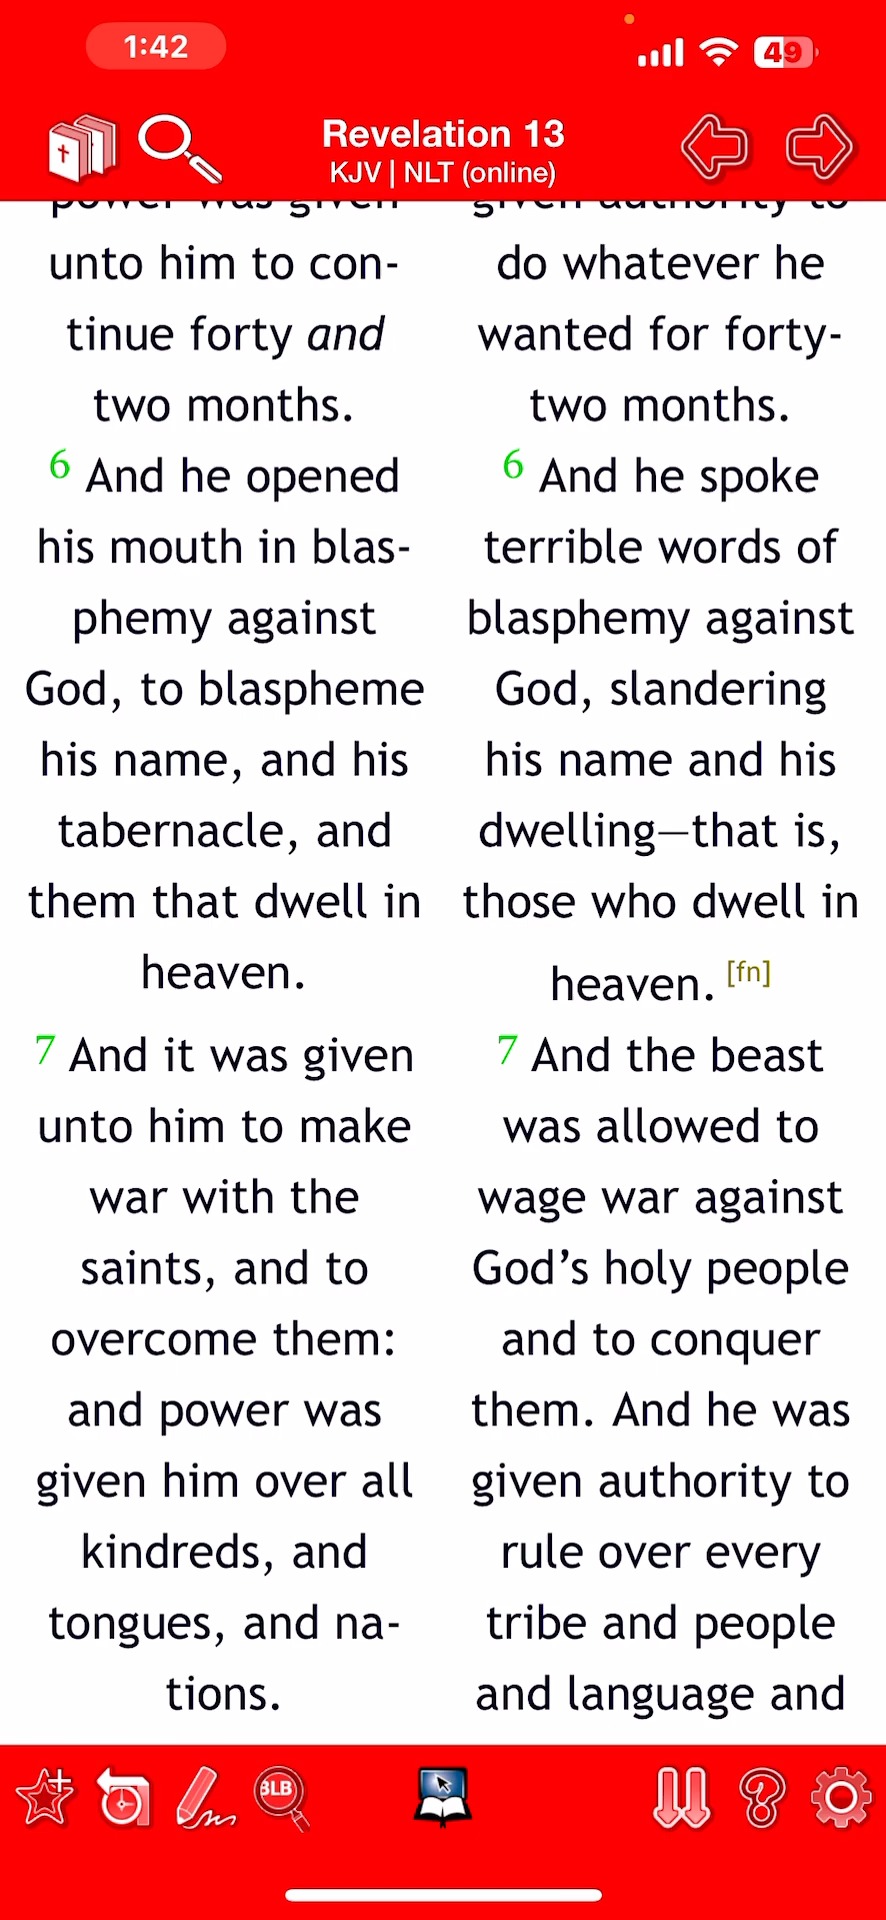 1:42
49
Revelation 13
KJV | NLT (online)
power was given
unto him to con-
tinue forty and
two months.
6 And he opened
his mouth in blas-
phemy against
God, to blaspheme
his name, and his
tabernacle, and
them that dwell in
heaven.
7 And it was given
unto him to make
war with the
saints, and to
overcome them:
and power was
given him over all
kindreds, and
tongues, and na-
tions.
given authority to
do whatever he
wanted for forty-
two months.
6 And he spoke
terrible words of
blasphemy against
God, slandering
his name and his
dwelling—that is,
those who dwell in
heaven. [fn]
7 And the beast
was allowed to
wage war against
God’s holy people
and to conquer
them. And he was
given authority to
rule over every
tribe and people
and language and
BLB